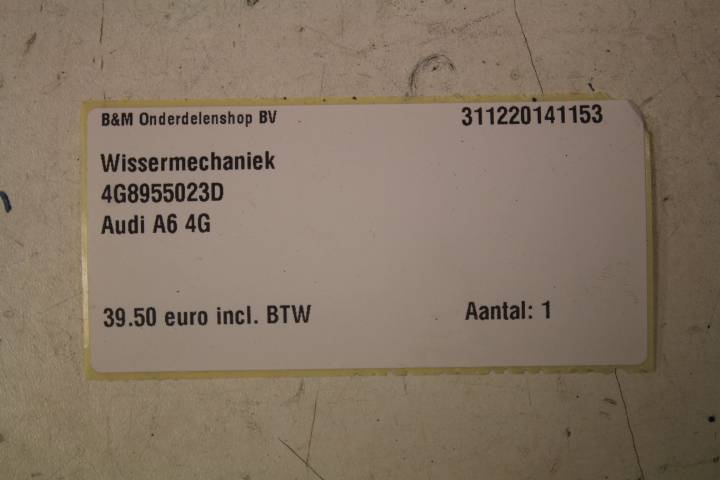 B&M Onderdelenshop BV 311220141153
Wissermechaniek
4G8955023D
Audi A6 4G
39.50 euro incl. BTW Aantal: 1